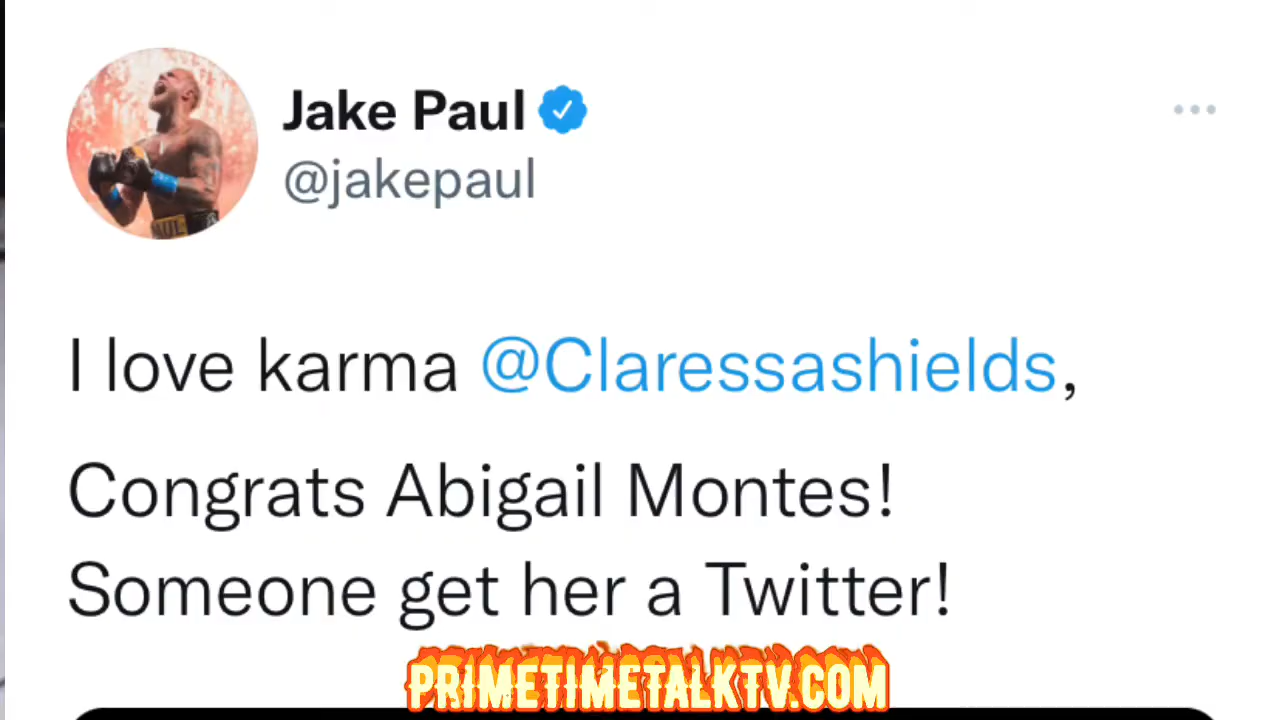 Jake Paul
@jakepaul
I love karma @Claressashields,
Congrats Abigail Montes!
Someone get her a Twitter!
PRIMETIMETALKTV.COM